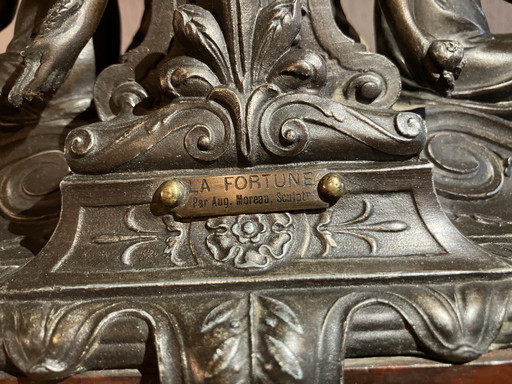 LA FORTUNE
Par Aug. Moreau, Sculpt.